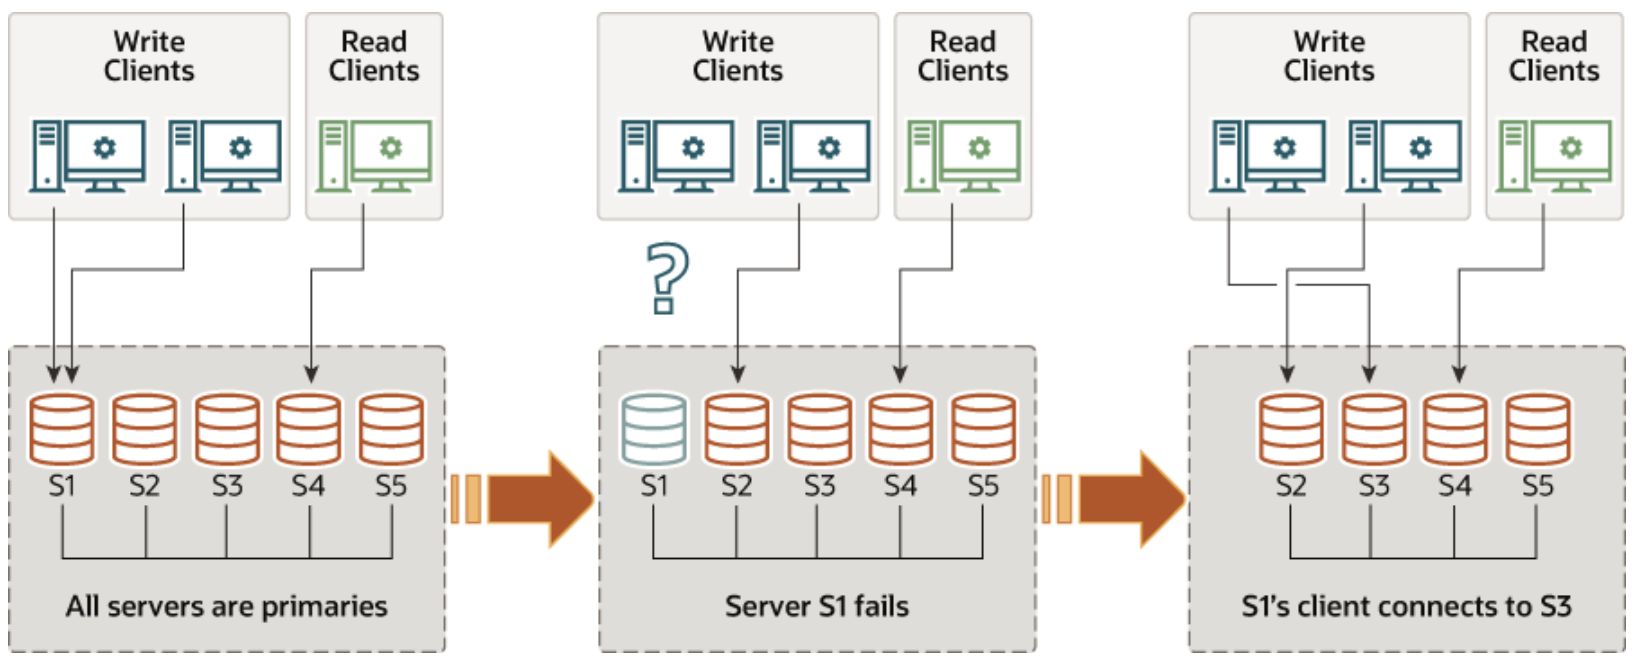 Write
Clients
Read
Clients
S1 S2 S3 S4 S5
All servers are primaries
Write
Clients
Read
Clients
?
S1 S2 S3 S4 S5
Server S1 fails
Write
Clients
Read
Clients
S2 S3 S4 S5
S1’s client connects to S3